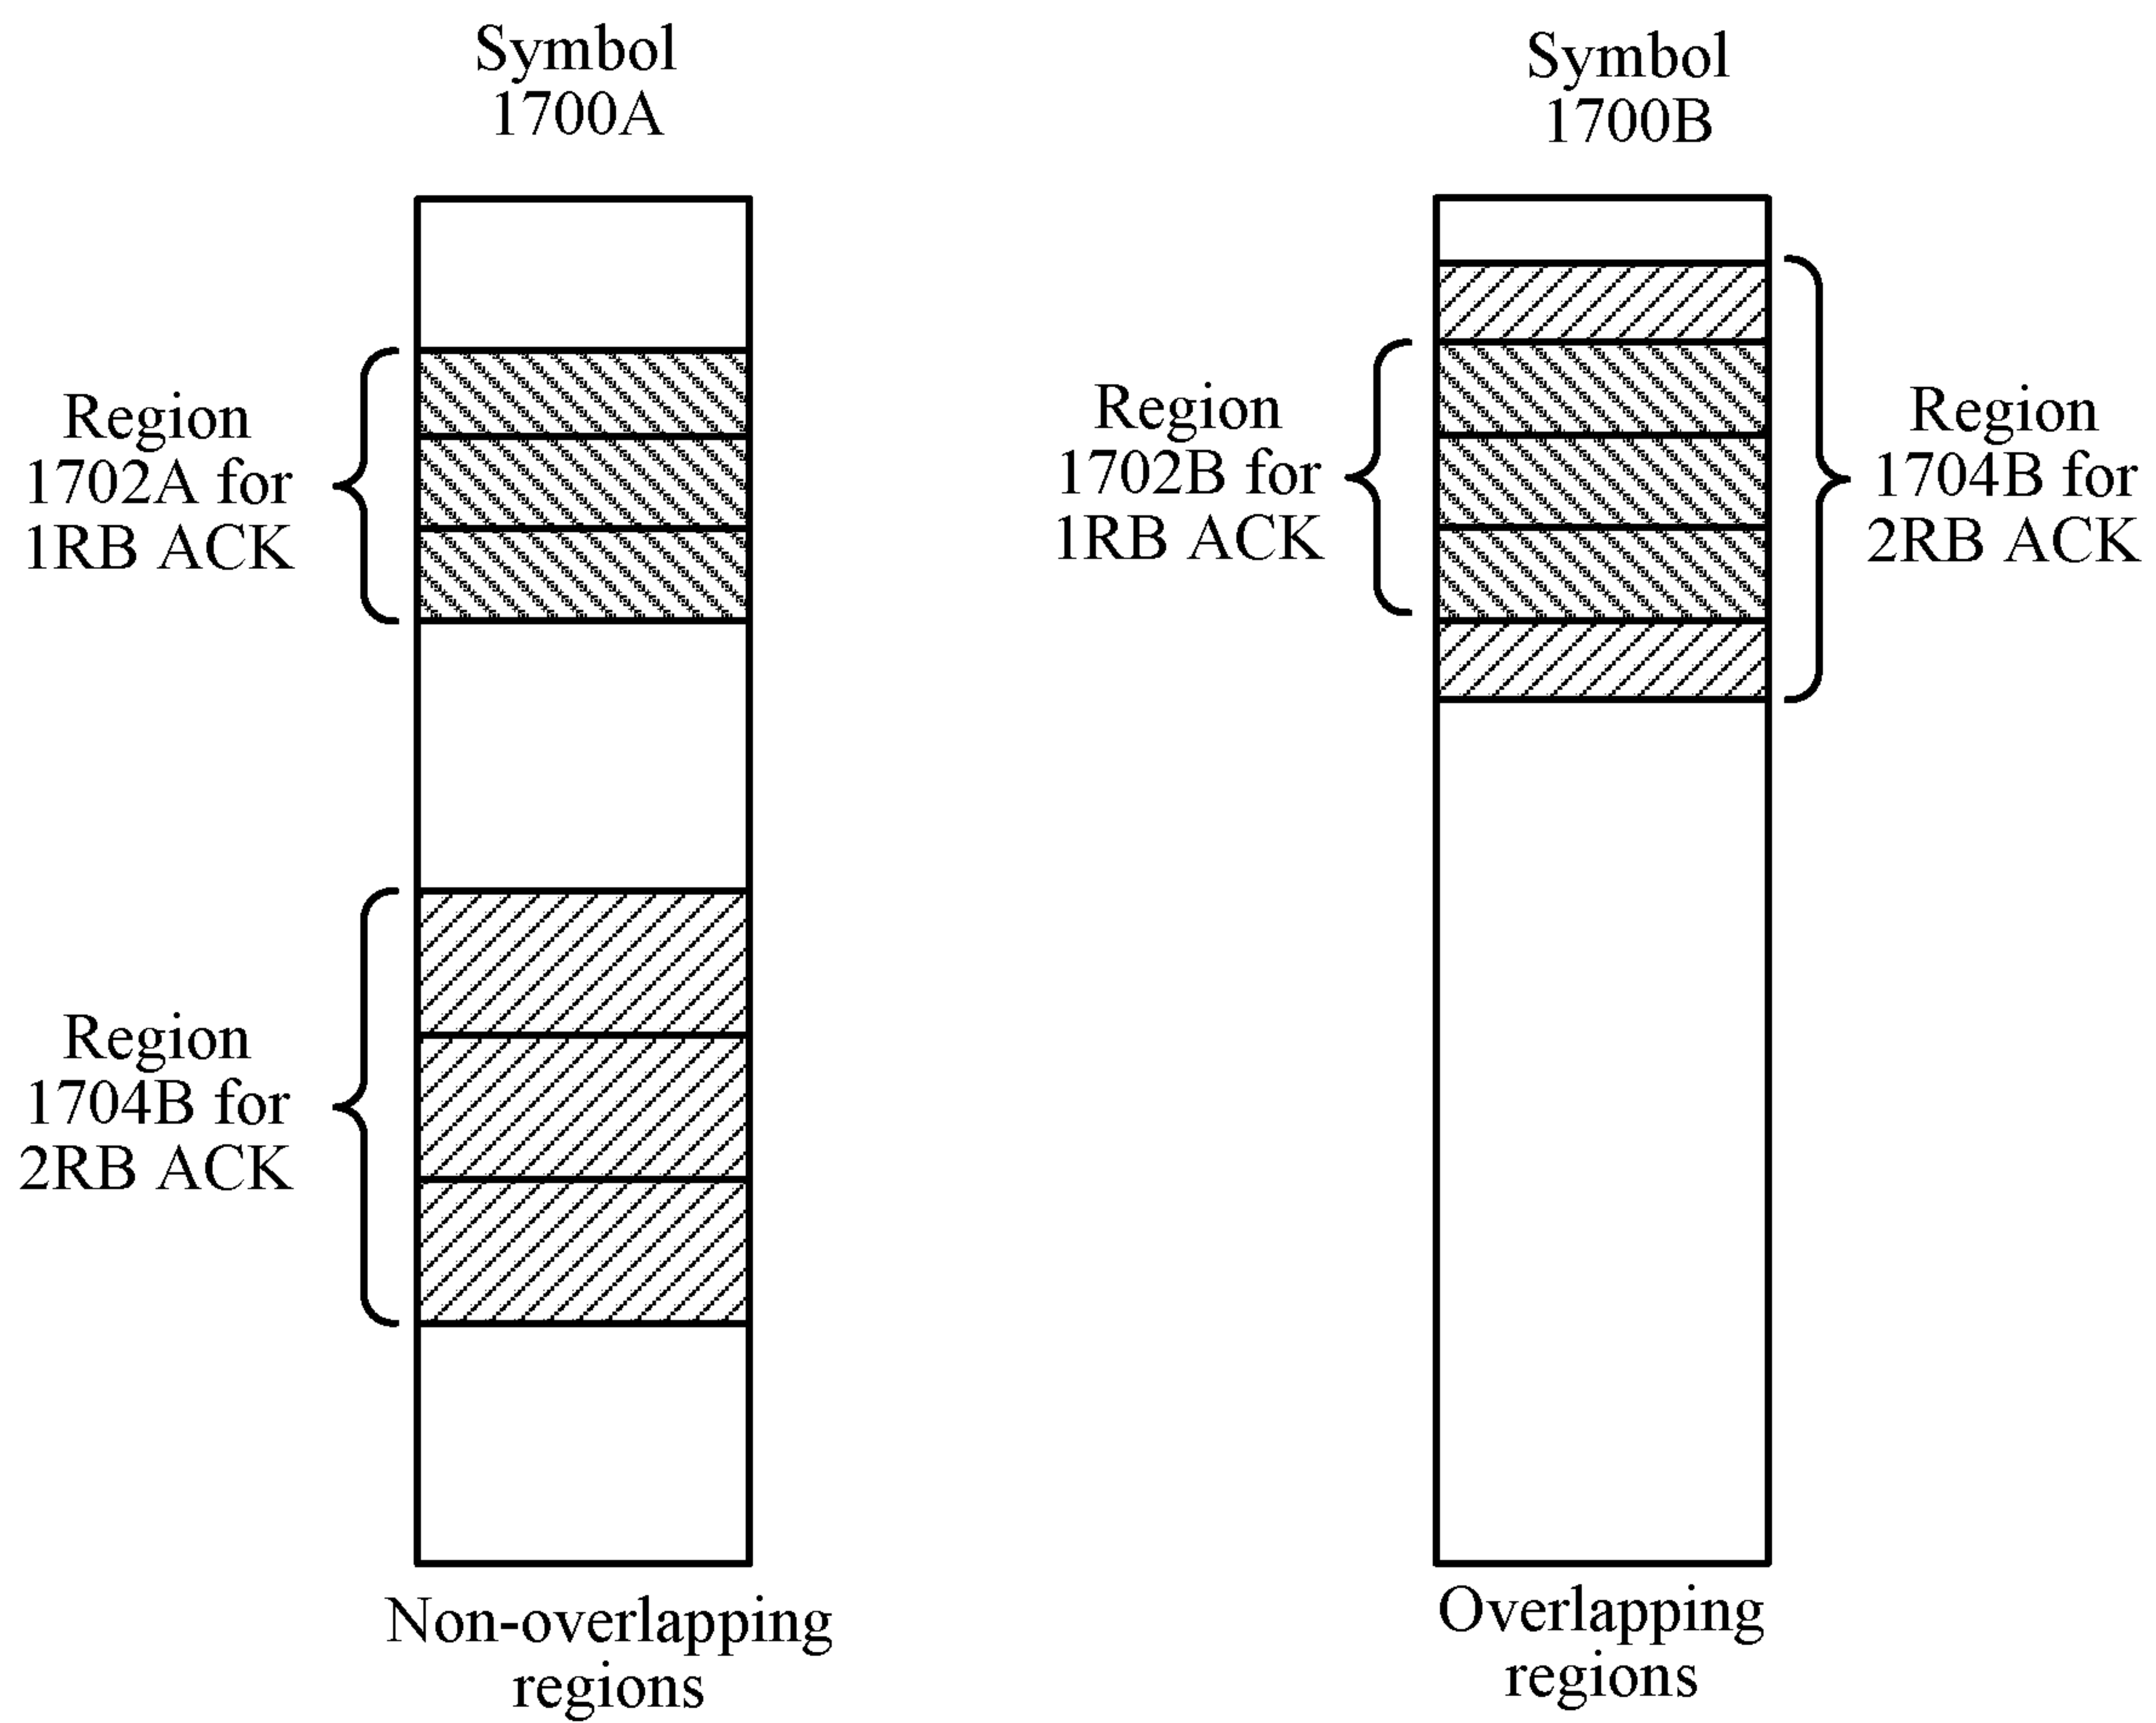 Symbol
1700A
Region
1702A for
1RB ACK
Region
1704B for
2RB ACK
Non-overlapping
regions
Symbol
1700B
Region
1702B for
1RB ACK
Region
1704B for
2RB ACK
Overlapping
regions